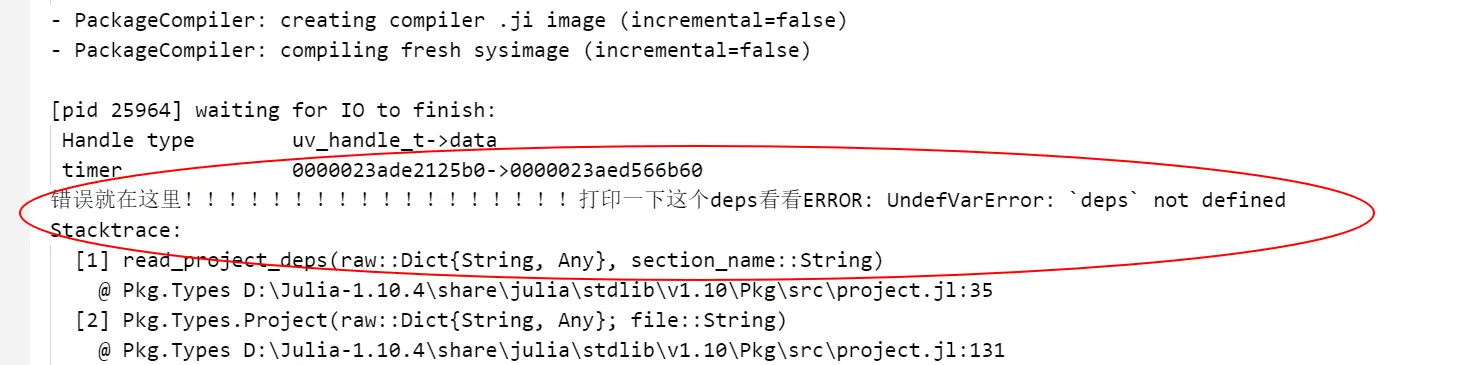 - PackageCompiler: creating compiler .ji image (incremental=false)
- PackageCompiler: compiling fresh sysimage (incremental=false)
[pid 25964] waiting for IO to finish:
Handle type uv_handle_t->data
timer 0000023ade2125b0->0000023aed566b60
错误就在这里！！！！！！！！！！！！！！！！！！打印一下这个deps看看ERROR: UndefVarError: `deps` not defined
Stacktrace:
[1] read_project_deps(raw::Dict{String, Any}, section_name::String)
@ Pkg.Types D:\Julia-1.10.4\share\julia\stdlib\v1.10\Pkg\src\project.jl:35
[2] Pkg.Types.Project(raw::Dict{String, Any}; file::String)
@ Pkg.Types D:\Julia-1.10.4\share\julia\stdlib\v1.10\Pkg\src\project.jl:131